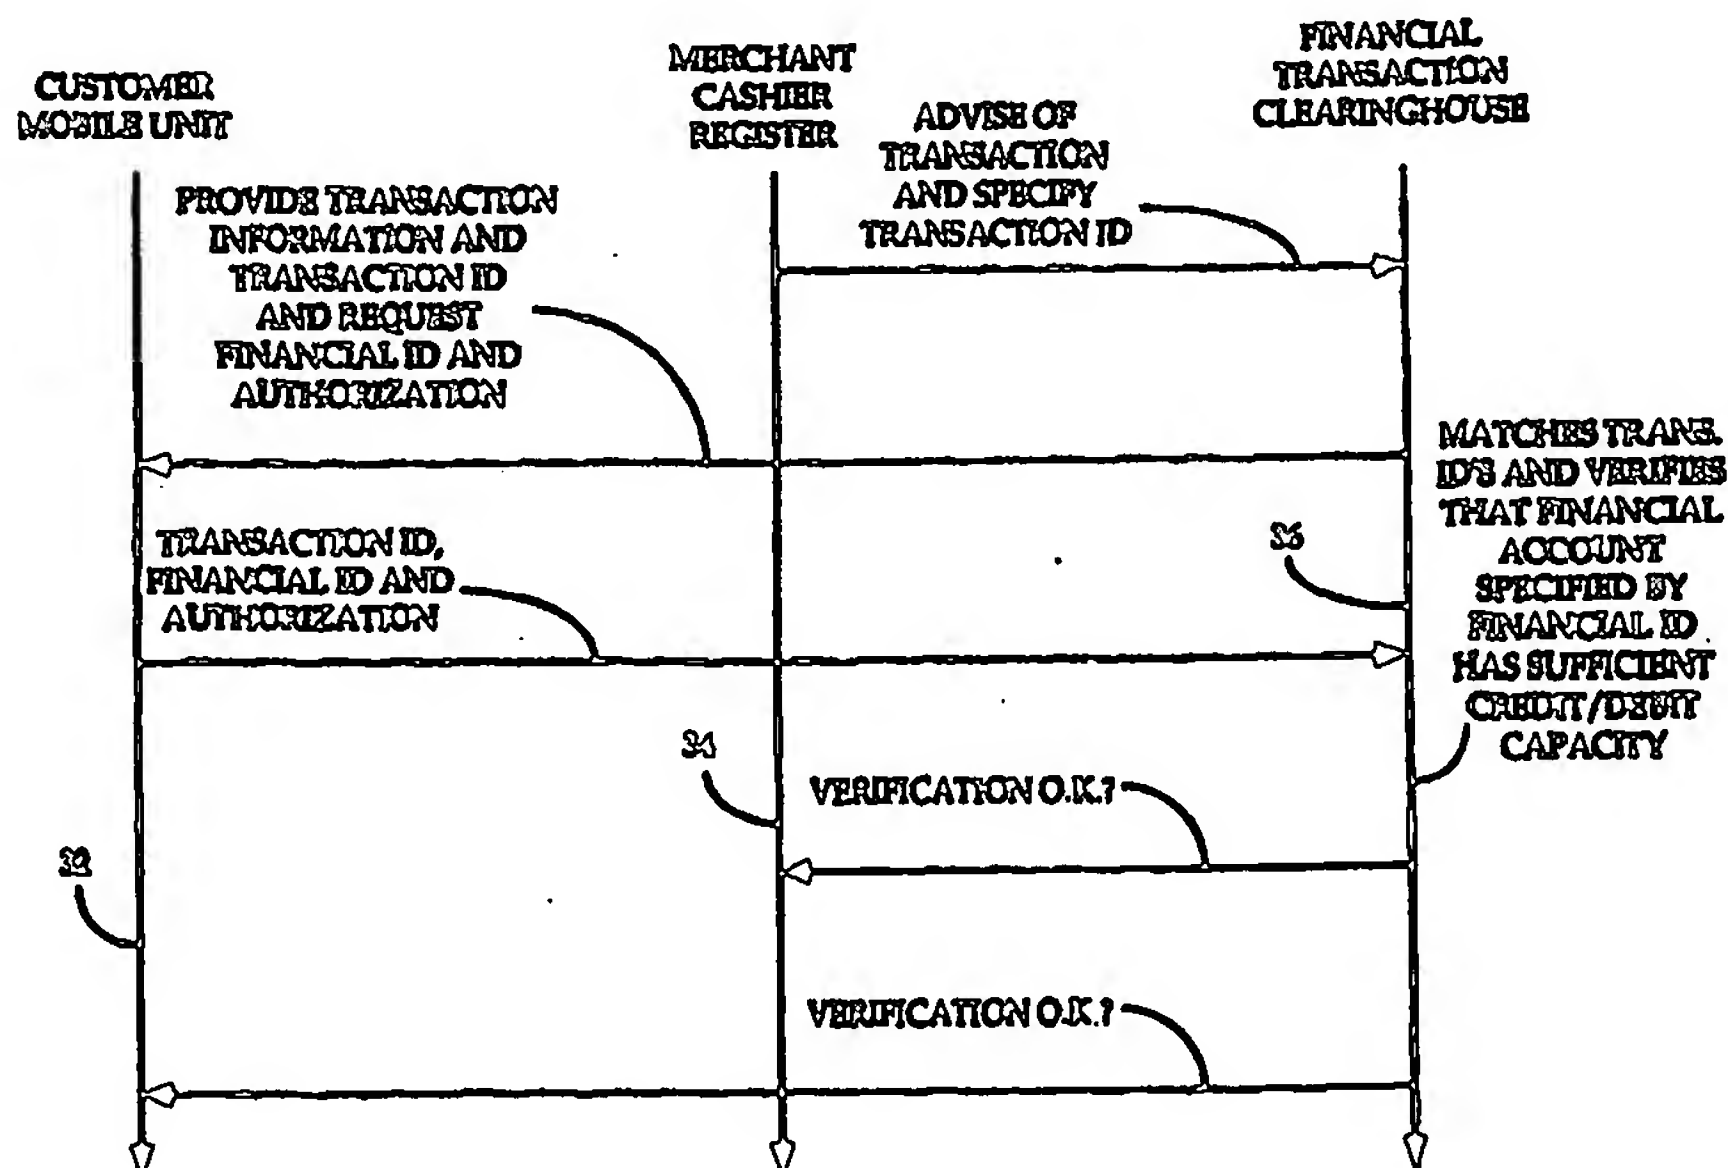 CUSTOMER
MOBILE UNIT
MERCHANT
CASHIER
REGISTER
FINANCIAL
TRANSACTION
CLEARINGHOUSE
ADVISE OF
TRANSACTION
AND SPECIFY
TRANSACTION ID
PROVIDE TRANSACTION
INFORMATION AND
TRANSACTION ID
AND REQUEST
FINANCIAL ID AND
AUTHORIZATION
MATCHES TRANS.
ID'S AND VERIFIES
THAT FINANCIAL
ACCOUNT
SPECIFIED BY
FINANCIAL ID
HAS SUFFICIENT
CREDIT/DEBIT
CAPACITY
TRANSACTION ID,
FINANCIAL ID AND
AUTHORIZATION
36
34
VERIFICATION O.K.?
32
VERIFICATION O.K.?